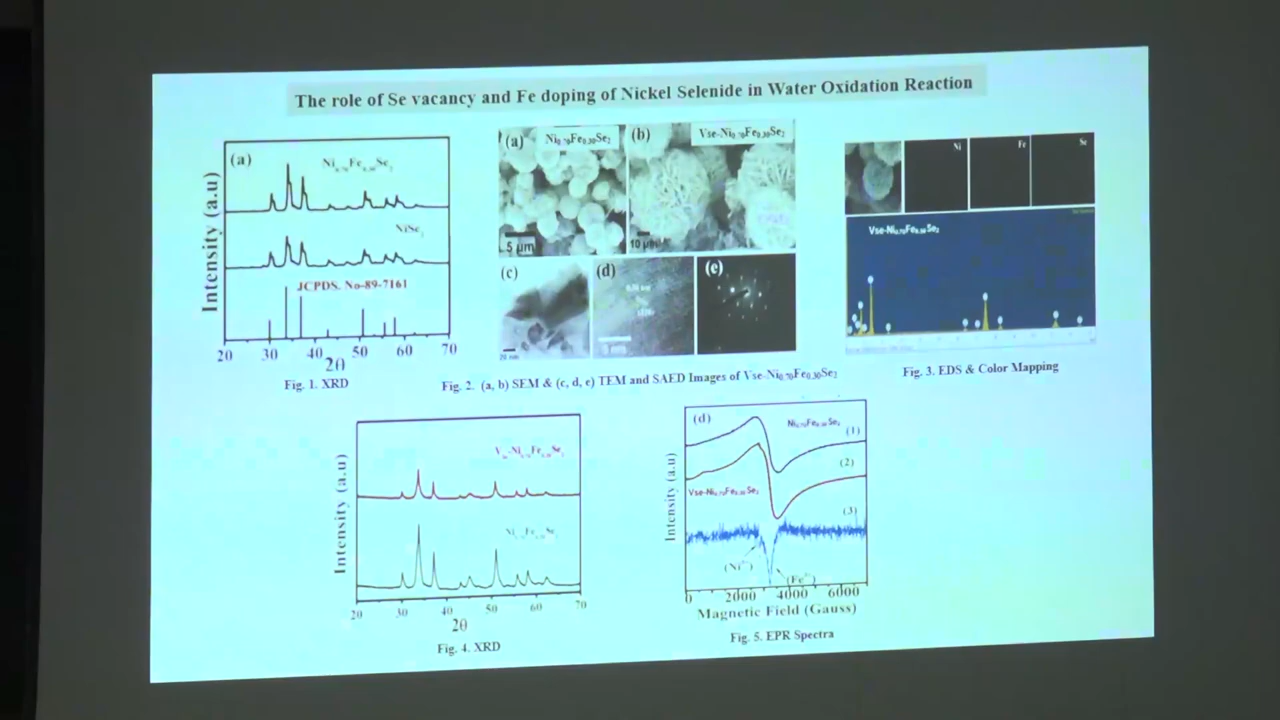 The role of Se vacancy and Fe doping of Nickel Selenide in Water Oxidation Reaction
(a)
Ni0.70Fe0.30Se2
NiSe2
JCPDS. No-89-7161
Intensity (a.u)
20 30 40 50 60 70
2θ
Fig. 1. XRD
(a) Ni0.70Fe0.30Se2
5 μm
(b) Vse-Ni0.70Fe0.30Se2
10 μm
(c)
20 nm
(d)
(e)
Fig. 2. (a, b) SEM & (c, d, e) TEM and SAED Images of Vse-Ni0.70Fe0.30Se2
Ni
Fe
Se
Vse-Ni0.70Fe0.30Se2
Fig. 3. EDS & Color Mapping
Intensity (a.u)
20 30 40 50 60 70
2θ
Fig. 4. XRD
(d)
Ni0.70Fe0.30Se2
(1)
(2)
Vse-Ni0.70Fe0.30Se2
(3)
Intensity (a.u)
0 2000 4000 6000
Magnetic Field (Gauss)
Fig. 5. EPR Spectra